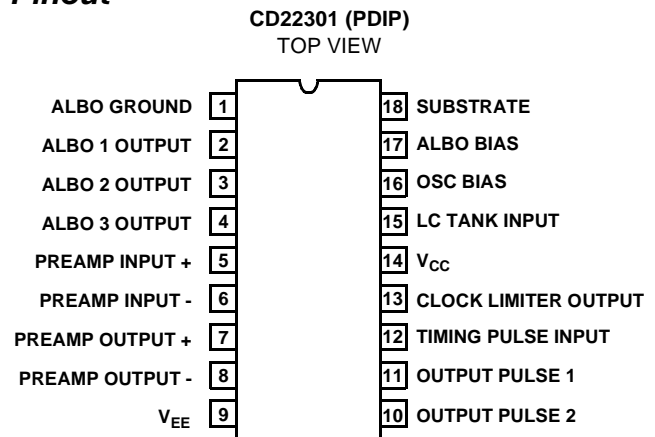 Pinout
CD22301 (PDIP)
TOP VIEW
ALBO GROUND 1 18 SUBSTRATE
ALBO 1 OUTPUT 2 17 ALBO BIAS
ALBO 2 OUTPUT 3 16 OSC BIAS
ALBO 3 OUTPUT 4 15 LC TANK INPUT
PREAMP INPUT + 5 14 VCC
PREAMP INPUT - 6 13 CLOCK LIMITER OUTPUT
PREAMP OUTPUT + 7 12 TIMING PULSE INPUT
PREAMP OUTPUT - 8 11 OUTPUT PULSE 1
VEE 9 10 OUTPUT PULSE 2